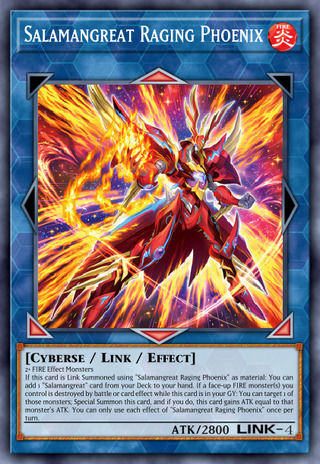 Salamangreat Raging Phoenix
FIRE
炎
[Cyberse / Link / Effect]
2+ FIRE Effect Monsters
If this card is Link Summoned using "Salamangreat Raging Phoenix" as material: You can
add 1 "Salamangreat" card from your Deck to your hand. If a face-up FIRE monster(s) you
control is destroyed by battle or card effect while this card is in your GY: You can target 1 of
those monsters; Special Summon this card, and if you do, this card gains ATK equal to that
monster's ATK. You can only use each effect of "Salamangreat Raging Phoenix" once per
turn.
ATK/2800 LINK-4